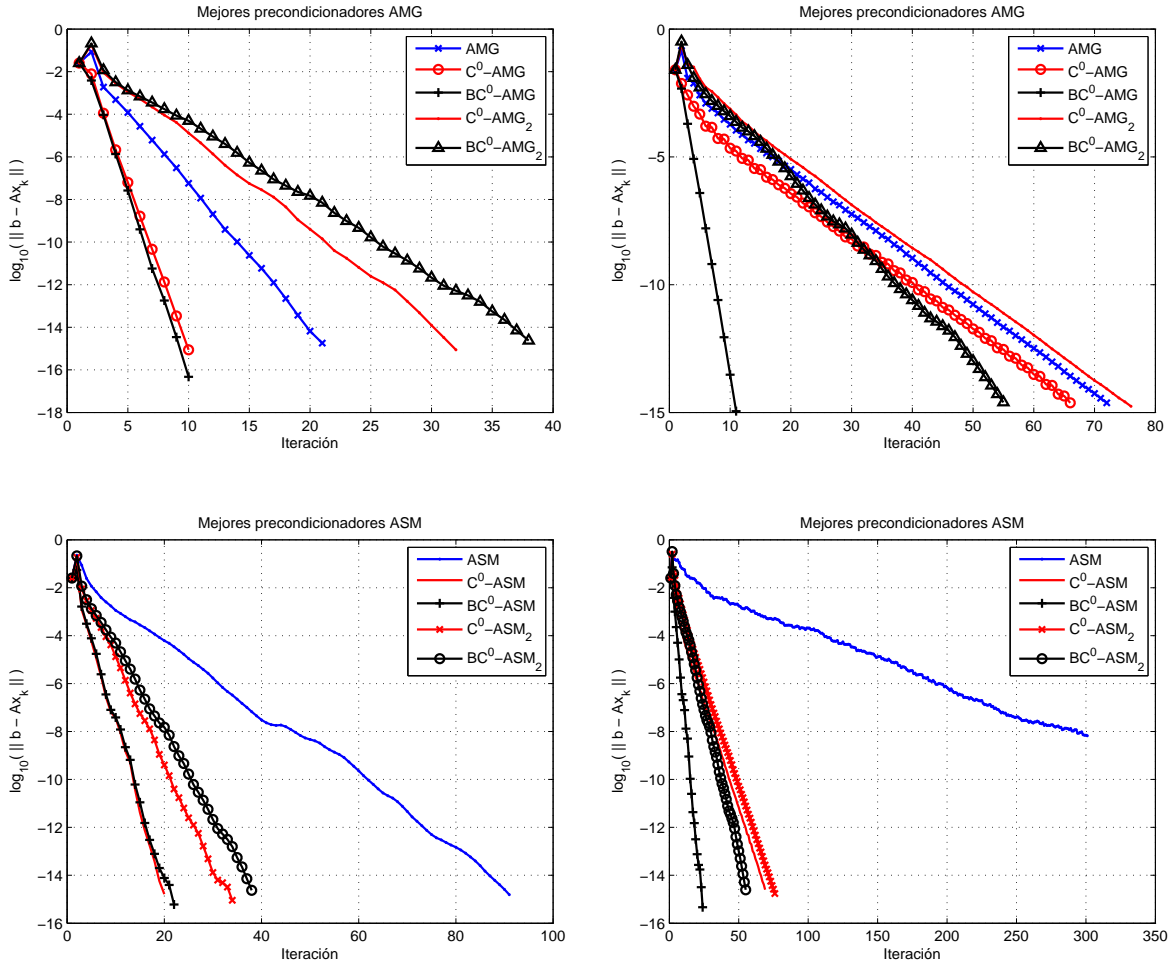 Mejores precondicionadores AMG
log10( || b − Axk || )
0
−2
−4
−6
−8
−10
−12
−14
−16
−18
0 5 10 15 20 25 30 35 40
Iteración
AMG
C0−AMG
BC0−AMG
C0−AMG2
BC0−AMG2
Mejores precondicionadores AMG
log10( || b − Axk || )
0
−5
−10
−15
0 10 20 30 40 50 60 70 80
Iteración
AMG
C0−AMG
BC0−AMG
C0−AMG2
BC0−AMG2
Mejores precondicionadores ASM
log10( || b − Axk || )
0
−2
−4
−6
−8
−10
−12
−14
−16
0 20 40 60 80 100
Iteración
ASM
C0−ASM
BC0−ASM
C0−ASM2
BC0−ASM2
Mejores precondicionadores ASM
log10( || b − Axk || )
0
−2
−4
−6
−8
−10
−12
−14
−16
0 50 100 150 200 250 300 350
Iteración
ASM
C0−ASM
BC0−ASM
C0−ASM2
BC0−ASM2